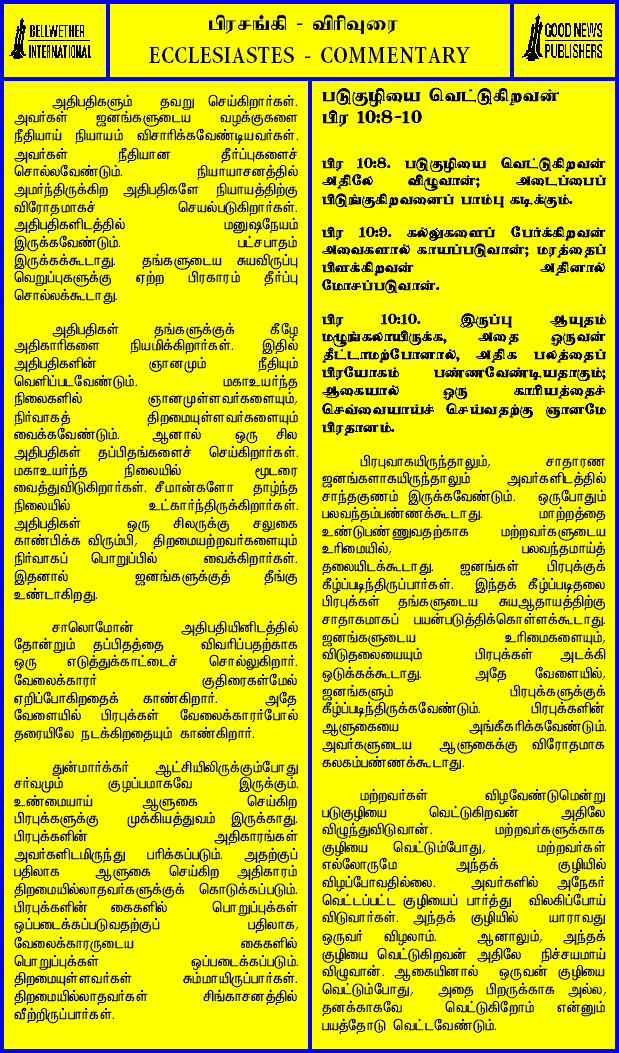 BELLWETHER
INTERNATIONAL
பிரசங்கி - விரிவுரை
ECCLESIASTES - COMMENTARY
GOOD NEWS
PUBLISHERS
அதிபதிகளும் தவறு செய்கிறார்கள்.
அவர்கள் ஜனங்களுடைய வழக்குகளை
நீதியாய் நியாயம் விசாரிக்கவேண்டியவர்கள்.
அவர்கள் நீதியான தீர்ப்புகளைச்
சொல்லவேண்டும். நியாயாசனத்தில்
அமர்ந்திருக்கிற அதிபதிகளே நியாயத்திற்கு
விரோதமாகச் செயல்படுகிறார்கள்.
அதிபதிகளிடத்தில் மனுஷநேயம்
இருக்கவேண்டும். பட்சபாதம்
இருக்கக்கூடாது. தங்களுடைய சுயவிருப்பு
வெறுப்புகளுக்கு ஏற்ற பிரகாரம் தீர்ப்பு
சொல்லக்கூடாது.
அதிபதிகள் தங்களுக்குக் கீழே
அதிகாரிகளை நியமிக்கிறார்கள். இதில்
அதிபதிகளின் ஞானமும் நீதியும்
வெளிப்படவேண்டும். மகாஉயர்ந்த
நிலைகளில் ஞானமுள்ளவர்களையும்,
நிர்வாகத் திறமையுள்ளவர்களையும்
வைக்கவேண்டும். ஆனால் ஒரு சில
அதிபதிகள் தப்பிதங்களைச் செய்கிறார்கள்.
மகாஉயர்ந்த நிலையில் மூடரை
வைத்துவிடுகிறார்கள். சீமான்களோ தாழ்ந்த
நிலையில் உட்கார்ந்திருக்கிறார்கள்.
அதிபதிகள் ஒரு சிலருக்கு சலுகை
காண்பிக்க விரும்பி, திறமையற்றவர்களையும்
நிர்வாகப் பொறுப்பில் வைக்கிறார்கள்.
இதனால் ஜனங்களுக்குத் தீங்கு
உண்டாகிறது.
சாலொமோன் அதிபதியினிடத்தில்
தோன்றும் தப்பிதத்தை விவரிப்பதற்காக
ஒரு எடுத்துக்காட்டைச் சொல்லுகிறார்.
வேலைக்காரர் குதிரைகள்மேல்
ஏறிப்போகிறதைக் காண்கிறார். அதே
வேளையில் பிரபுக்கள் வேலைக்காரர்போல்
தரையிலே நடக்கிறதையும் காண்கிறார்.
துன்மார்க்கர் ஆட்சியிலிருக்கும்போது
சர்வமும் குழப்பமாகவே இருக்கும்.
உண்மையாய் ஆளுகை செய்கிற
பிரபுக்களுக்கு முக்கியத்துவம் இருக்காது.
பிரபுக்களின் அதிகாரங்கள்
அவர்களிடமிருந்து பரிக்கப்படும். அதற்குப்
பதிலாக ஆளுகை செய்கிற அதிகாரம்
திறமையில்லாதவர்களுக்குக் கொடுக்கப்படும்.
பிரபுக்களின் கைகளில் பொறுப்புக்கள்
ஒப்படைக்கப்படுவதற்குப் பதிலாக,
வேலைக்காரருடைய கைகளில்
பொறுப்புக்கள் ஒப்படைக்கப்படும்.
திறமையுள்ளவர்கள் சும்மாயிருப்பார்கள்.
திறமையில்லாதவர்கள் சிங்காசனத்தில்
வீற்றிருப்பார்கள்.
படுகுழியை வெட்டுகிறவன்
பிர 10:8-10
பிர 10:8. படுகுழியை வெட்டுகிறவன்
அதிலே விழுவான்; அடைப்பைப்
பிடுங்குகிறவனைப் பாம்பு கடிக்கும்.
பிர 10:9. கல்லுகளைப் பேர்க்கிறவன்
அவைகளால் காயப்படுவான்; மரத்தைப்
பிளக்கிறவன் அதினால்
மோசப்படுவான்.
பிர 10:10. இருப்பு ஆயுதம்
மழுங்கலாயிருக்க, அதை ஒருவன்
தீட்டாமற்போனால், அதிக பலத்தைப்
பிரயோகம் பண்ணவேண்டியதாகும்;
ஆகையால் ஒரு காரியத்தைச்
செவ்வையாய்ச் செய்வதற்கு ஞானமே
பிரதானம்.
பிரபுவாகயிருந்தாலும், சாதாரண
ஜனங்களாகயிருந்தாலும் அவர்களிடத்தில்
சாந்தகுணம் இருக்கவேண்டும். ஒருபோதும்
பலவந்தம்பண்ணக்கூடாது. மாற்றத்தை
உண்டுபண்ணுவதற்காக மற்றவர்களுடைய
உரிமையில், பலவந்தமாய்த்
தலையிடக்கூடாது. ஜனங்கள் பிரபுக்குக்
கீழ்ப்படிந்திருப்பார்கள். இந்தக் கீழ்ப்படிதலை
பிரபுக்கள் தங்களுடைய சுயஆதாயத்திற்கு
சாதகமாகப் பயன்படுத்திக்கொள்ளக்கூடாது.
ஜனங்களுடைய உரிமைகளையும்,
விடுதலையையும் பிரபுக்கள் அடக்கி
ஒடுக்கக்கூடாது. அதே வேளையில்,
ஜனங்களும் பிரபுக்களுக்குக்
கீழ்ப்படிந்திருக்கவேண்டும். பிரபுக்களின்
ஆளுகையை அங்கீகரிக்கவேண்டும்.
அவர்களுடைய ஆளுகைக்கு விரோதமாக
கலகம்பண்ணக்கூடாது.
மற்றவர்கள் விழவேண்டுமென்று
படுகுழியை வெட்டுகிறவன் அதிலே
விழுந்துவிடுவான். மற்றவர்களுக்காக
குழியை வெட்டும்போது, மற்றவர்கள்
எல்லோருமே அந்தக் குழியில்
விழப்போவதில்லை. அவர்களில் அநேகர்
வெட்டப்பட்ட குழியைப் பார்த்து விலகிப்போய்
விடுவார்கள். அந்தக் குழியில் யாராவது
ஒருவர் விழலாம். ஆனாலும், அந்தக்
குழியை வெட்டுகிறவன் அதிலே நிச்சயமாய்
விழுவான். ஆகையினால் ஒருவன் குழியை
வெட்டும்போது, அதை பிறருக்காக அல்ல,
தனக்காகவே வெட்டுகிறோம் என்னும்
பயத்தோடு வெட்டவேண்டும்.